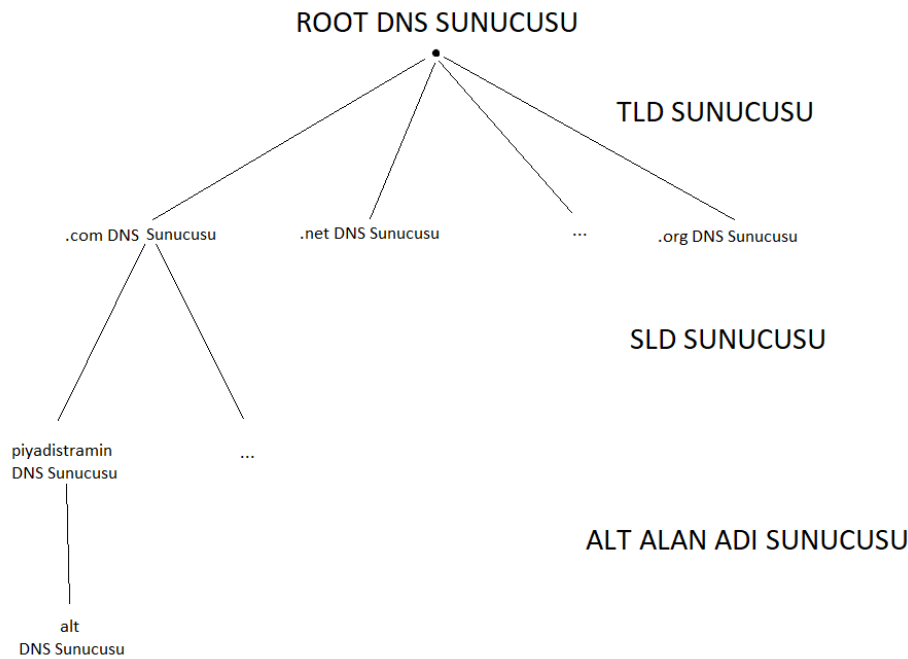 ROOT DNS SUNUCUSU
TLD SUNUCUSU
.com DNS Sunucusu
.net DNS Sunucusu
...
.org DNS Sunucusu
SLD SUNUCUSU
piyadistramin
DNS Sunucusu
...
ALT ALAN ADI SUNUCUSU
alt
DNS Sunucusu